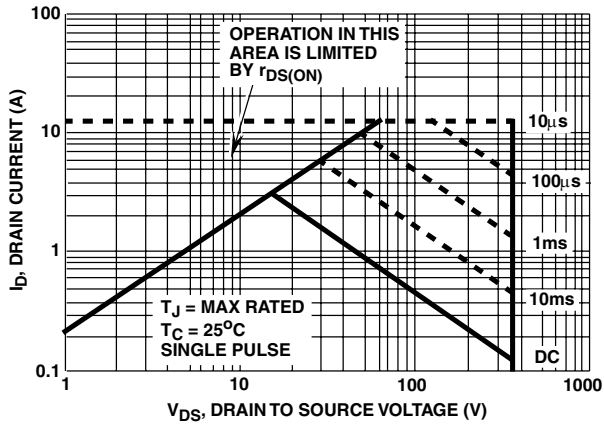 100
OPERATION IN THIS
AREA IS LIMITED
BY rDS(ON)
10µs
10
100µs
1
1ms
10ms
TJ = MAX RATED
TC = 25°C
SINGLE PULSE
DC
0.1
1
10
100
1000
ID, DRAIN CURRENT (A)
VDS, DRAIN TO SOURCE VOLTAGE (V)